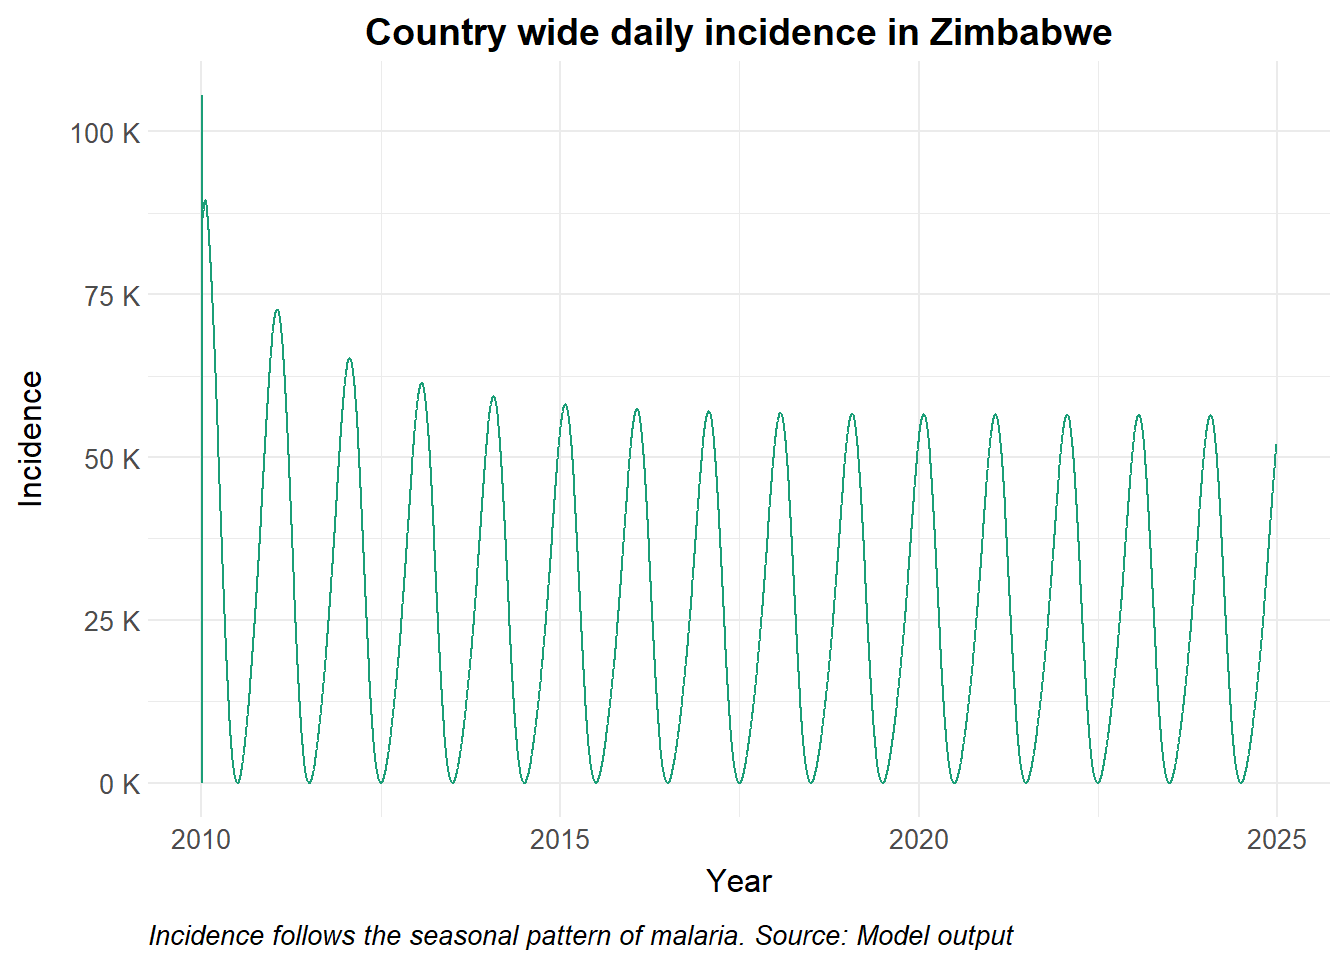 Country wide daily incidence in Zimbabwe
100 K
75 K
50 K
25 K
0 K
Incidence
2010 2015 2020 2025
Year
Incidence follows the seasonal pattern of malaria. Source: Model output